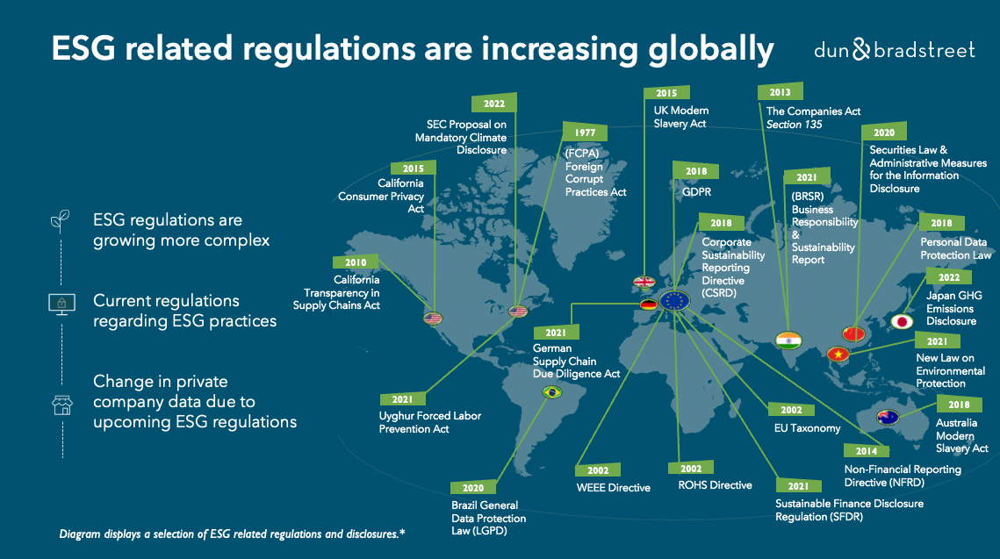 ESG related regulations are increasing globally
dun&bradstreet
ESG regulations are
growing more complex
Current regulations
regarding ESG practices
Change in private
company data due to
upcoming ESG regulations
2022
SEC Proposal on
Mandatory Climate
Disclosure
1977
(FCPA)
Foreign
Corrupt
Practices Act
2015
UK Modern
Slavery Act
2013
The Companies Act
Section 135
2020
Securities Law &
Administrative Measures
for the Information
Disclosure
2015
California
Consumer Privacy
Act
2018
GDPR
2021
(BRSR)
Business
Responsibility
&
Sustainability
Report
2018
Corporate
Sustainability
Reporting
Directive
(CSRD)
2018
Personal Data
Protection Law
2010
California
Transparency in
Supply Chains Act
2022
Japan GHG
Emissions
Disclosure
2021
German
Supply Chain
Due Diligence Act
2021
New Law on
Environmental
Protection
2021
Uyghur Forced Labor
Prevention Act
2002
EU Taxonomy
2018
Australia
Modern
Slavery Act
2014
Non-Financial Reporting
Directive (NFRD)
2020
Brazil General
Data Protection
Law (LGPD)
2002
WEEE Directive
2002
ROHS Directive
2021
Sustainable Finance Disclosure
Regulation (SFDR)
Diagram displays a selection of ESG related regulations and disclosures.*